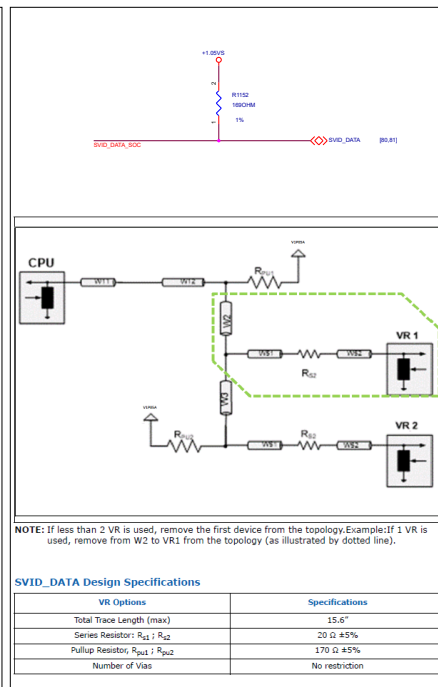 +1.05VS
2
R1152
169OHM
1
1%
SVID_DATA_SOC
SVID_DATA
[80,81]
V1P05A
CPU
W11
W12
RPU1
W2
VR 1
WS1
WS2
RS2
W3
V1P05A
VR 2
RPU2
WS1
WS2
RS2
NOTE: If less than 2 VR is used, remove the first device from the topology.Example:If 1 VR is
used, remove from W2 to VR1 from the topology (as illustrated by dotted line).
SVID_DATA Design Specifications
VR Options
Specifications
Total Trace Length (max)
15.6"
Series Resistor: Rs1 ; Rs2
20 Ω ±5%
Pullup Resistor, Rpu1 ; Rpu2
170 Ω ±5%
Number of Vias
No restriction